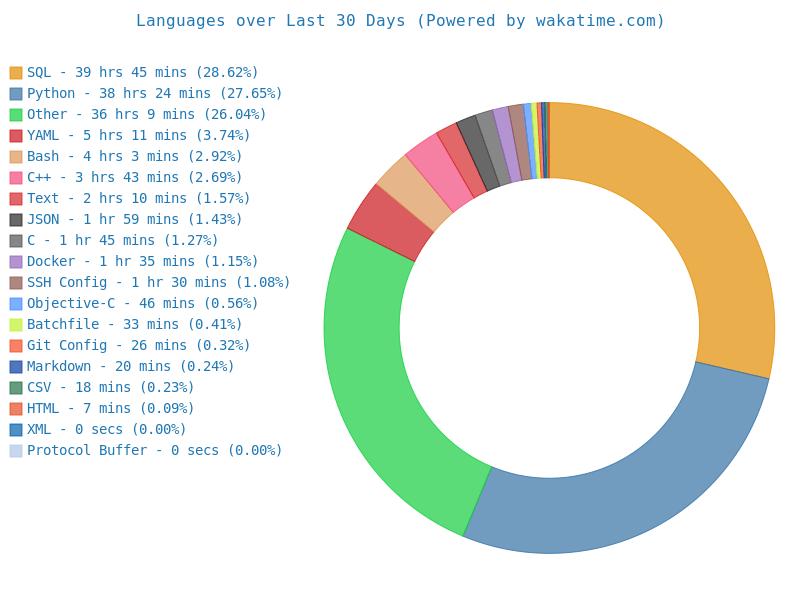 Languages over Last 30 Days (Powered by wakatime.com)
SQL - 39 hrs 45 mins (28.62%)
Python - 38 hrs 24 mins (27.65%)
Other - 36 hrs 9 mins (26.04%)
YAML - 5 hrs 11 mins (3.74%)
Bash - 4 hrs 3 mins (2.92%)
C++ - 3 hrs 43 mins (2.69%)
Text - 2 hrs 10 mins (1.57%)
JSON - 1 hr 59 mins (1.43%)
C - 1 hr 45 mins (1.27%)
Docker - 1 hr 35 mins (1.15%)
SSH Config - 1 hr 30 mins (1.08%)
Objective-C - 46 mins (0.56%)
Batchfile - 33 mins (0.41%)
Git Config - 26 mins (0.32%)
Markdown - 20 mins (0.24%)
CSV - 18 mins (0.23%)
HTML - 7 mins (0.09%)
XML - 0 secs (0.00%)
Protocol Buffer - 0 secs (0.00%)